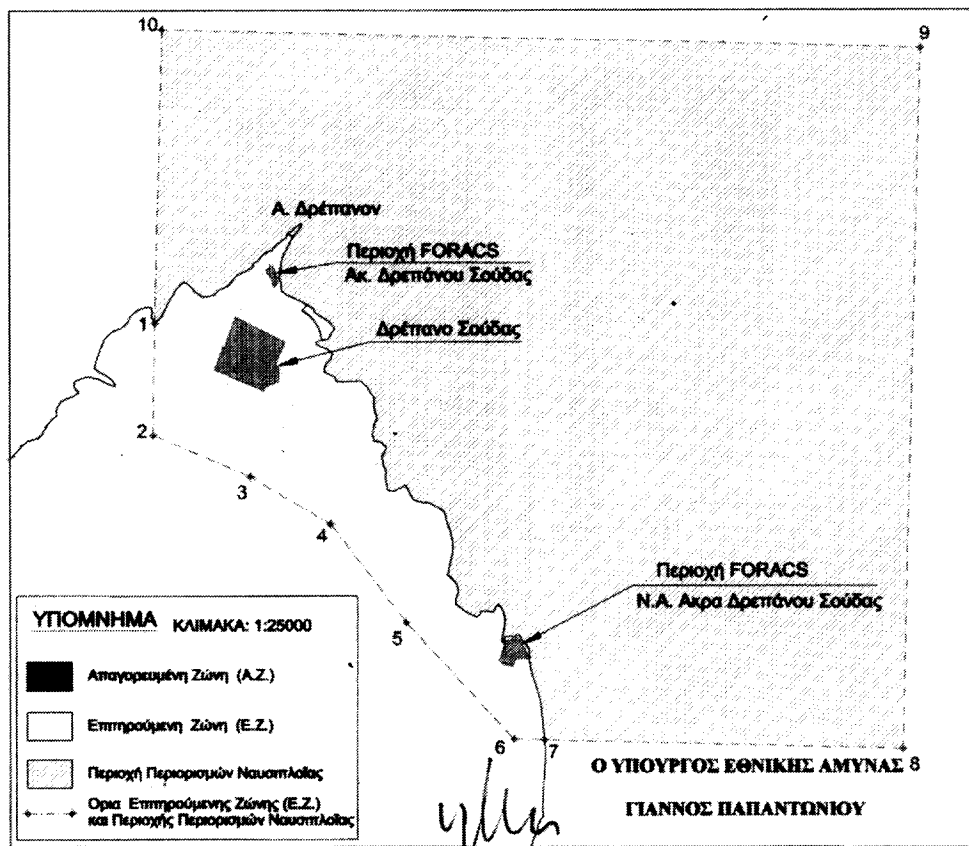 10
9
Α. Δρέπανον
Περιοχή FORACS
Ακ. Δρεπάνου Σούδας
1
Δρέπανο Σούδας
2
3
4
Περιοχή FORACS
Ν.Α. Ακρα Δρεπάνου Σούδας
ΥΠΟΜΝΗΜΑ ΚΛΙΜΑΚΑ: 1:25000
5
Απαγορευμένη Ζώνη (Α.Ζ.)
Επιτηρούμενη Ζώνη (Ε.Ζ.)
6
7
Ο ΥΠΟΥΡΓΟΣ ΕΘΝΙΚΗΣ ΑΜΥΝΑΣ 8
Περιοχή Περιορισμών Ναυσιπλοΐας
Ορια Επιτηρούμενης Ζώνης (Ε.Ζ.)
και Περιοχής Περιορισμών Ναυσιπλοΐας
ΓΙΑΝΝΟΣ ΠΑΠΑΝΤΩΝΙΟΥ